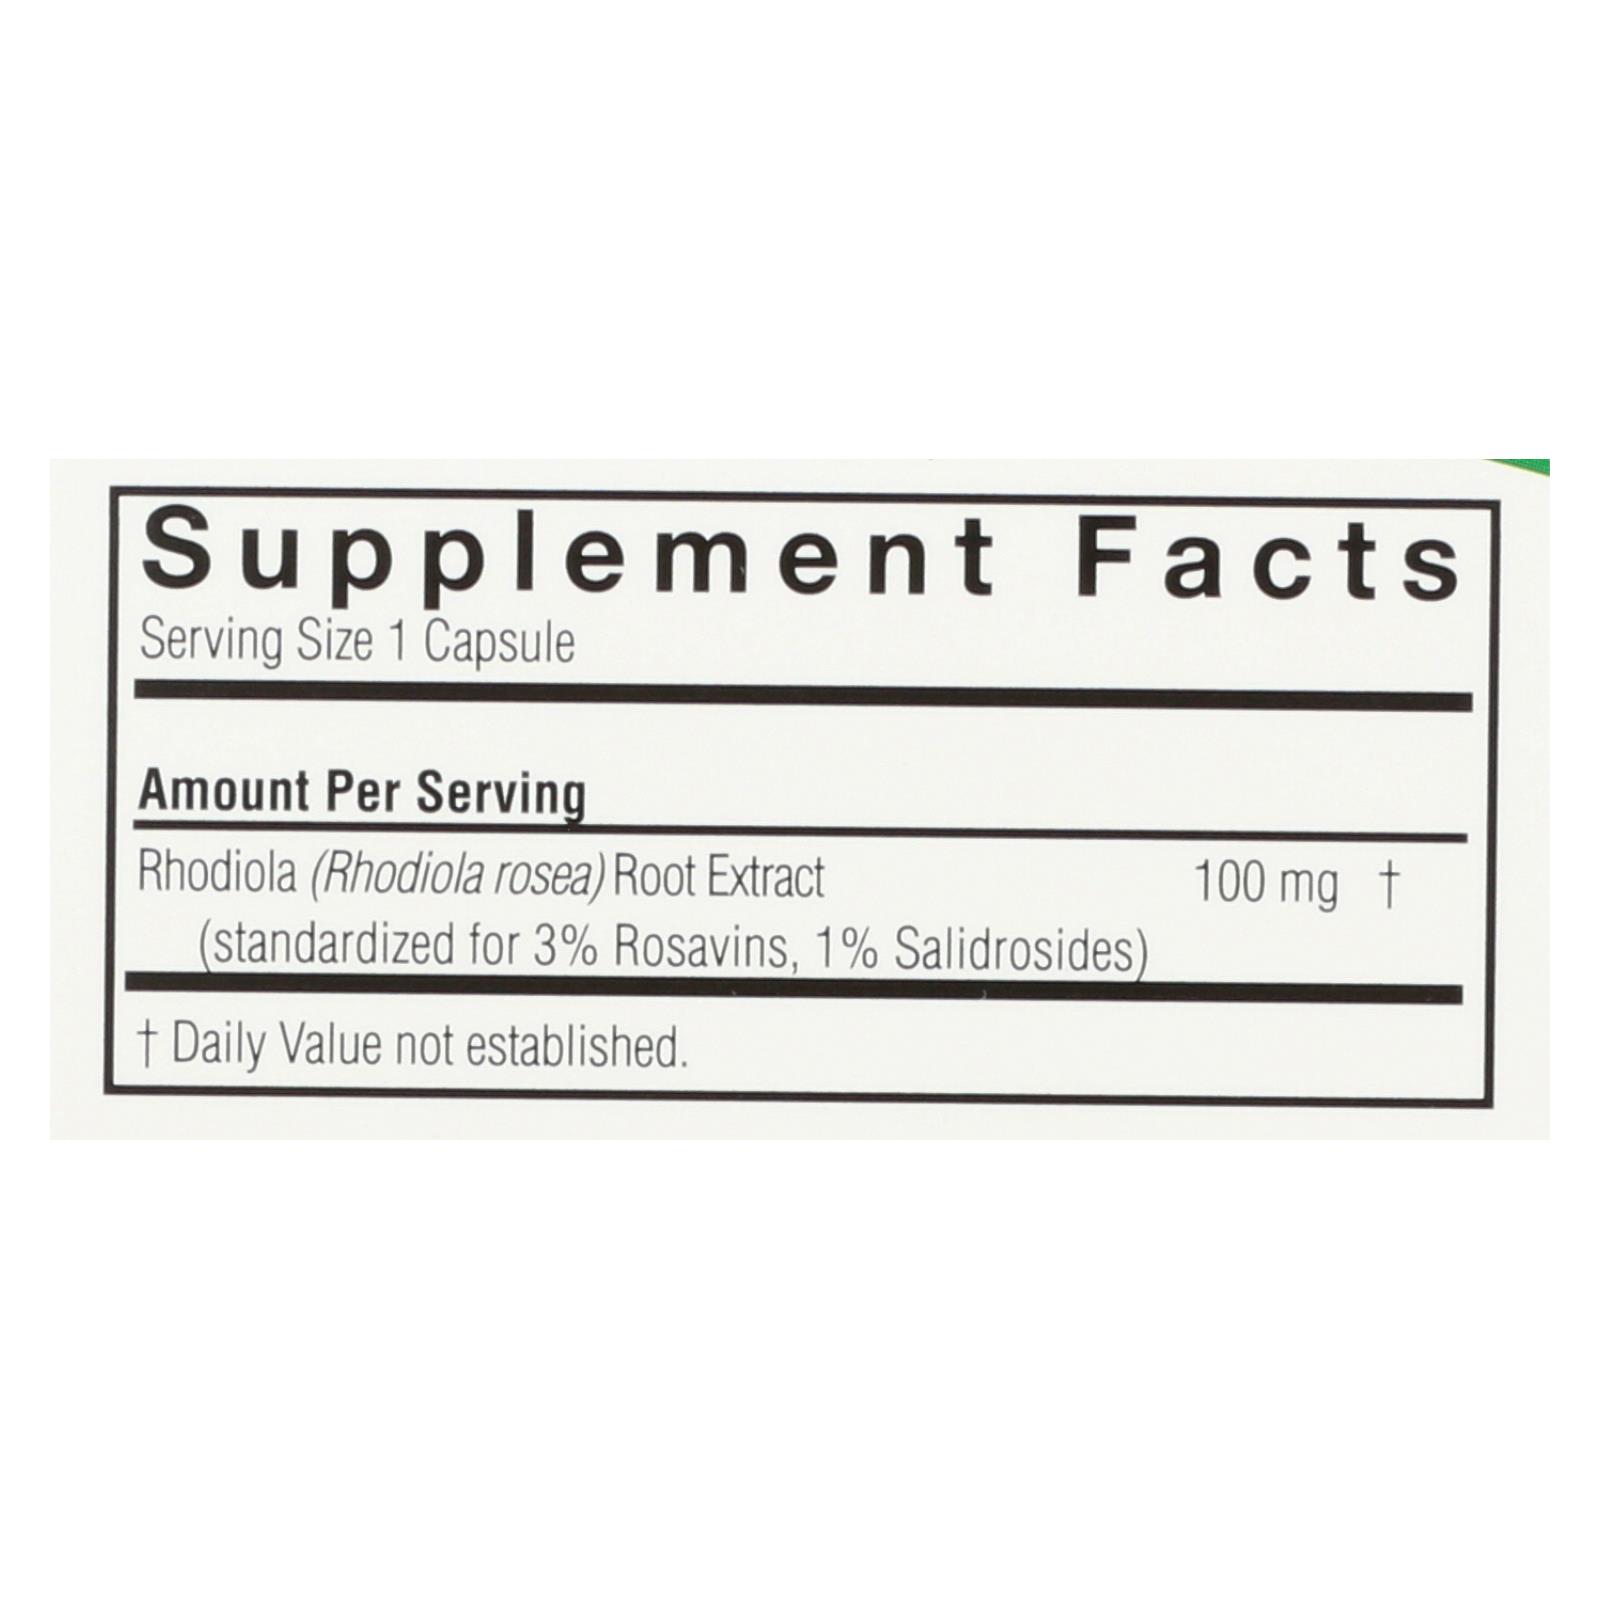 Supplement Facts
Serving Size 1 Capsule
Amount Per Serving
Rhodiola (Rhodiola rosea) Root Extract 100 mg †
(standardized for 3% Rosavins, 1% Salidrosides)
† Daily Value not established.